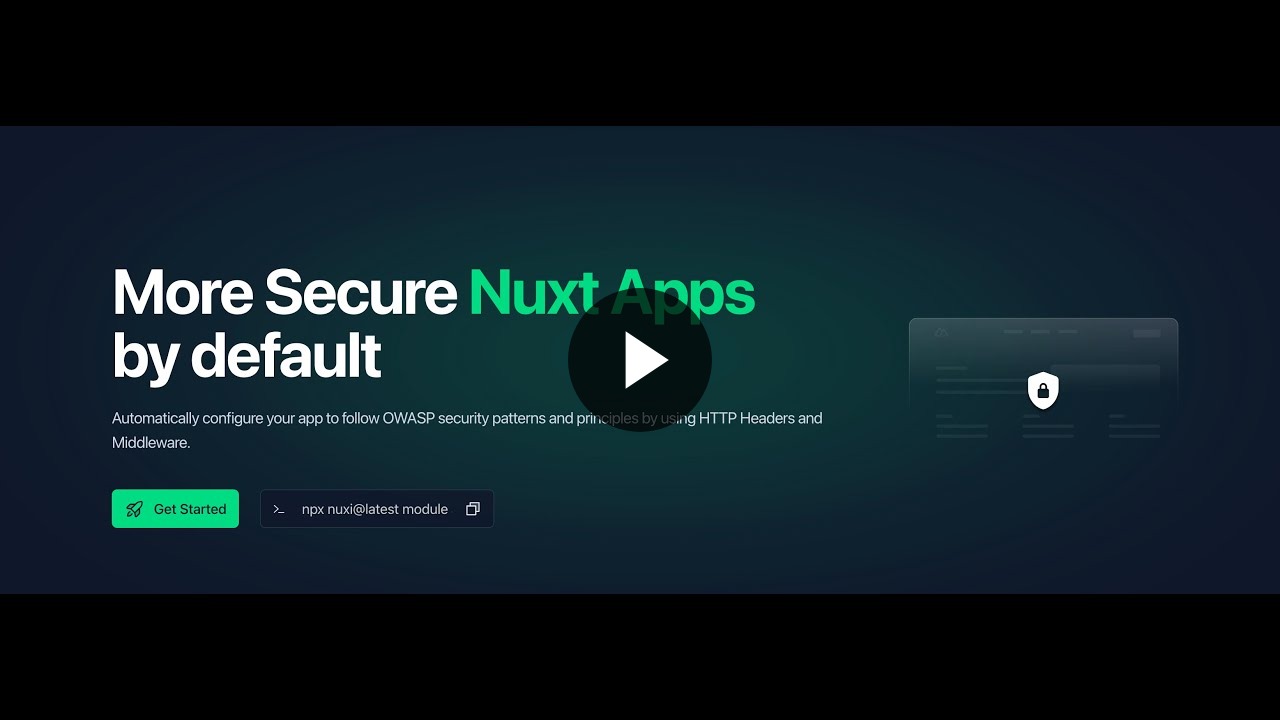 More Secure Nuxt Apps
by default
Automatically configure your app to follow OWASP security patterns and principles by using HTTP Headers and
Middleware.
Get Started
>_ npx nuxi@latest module